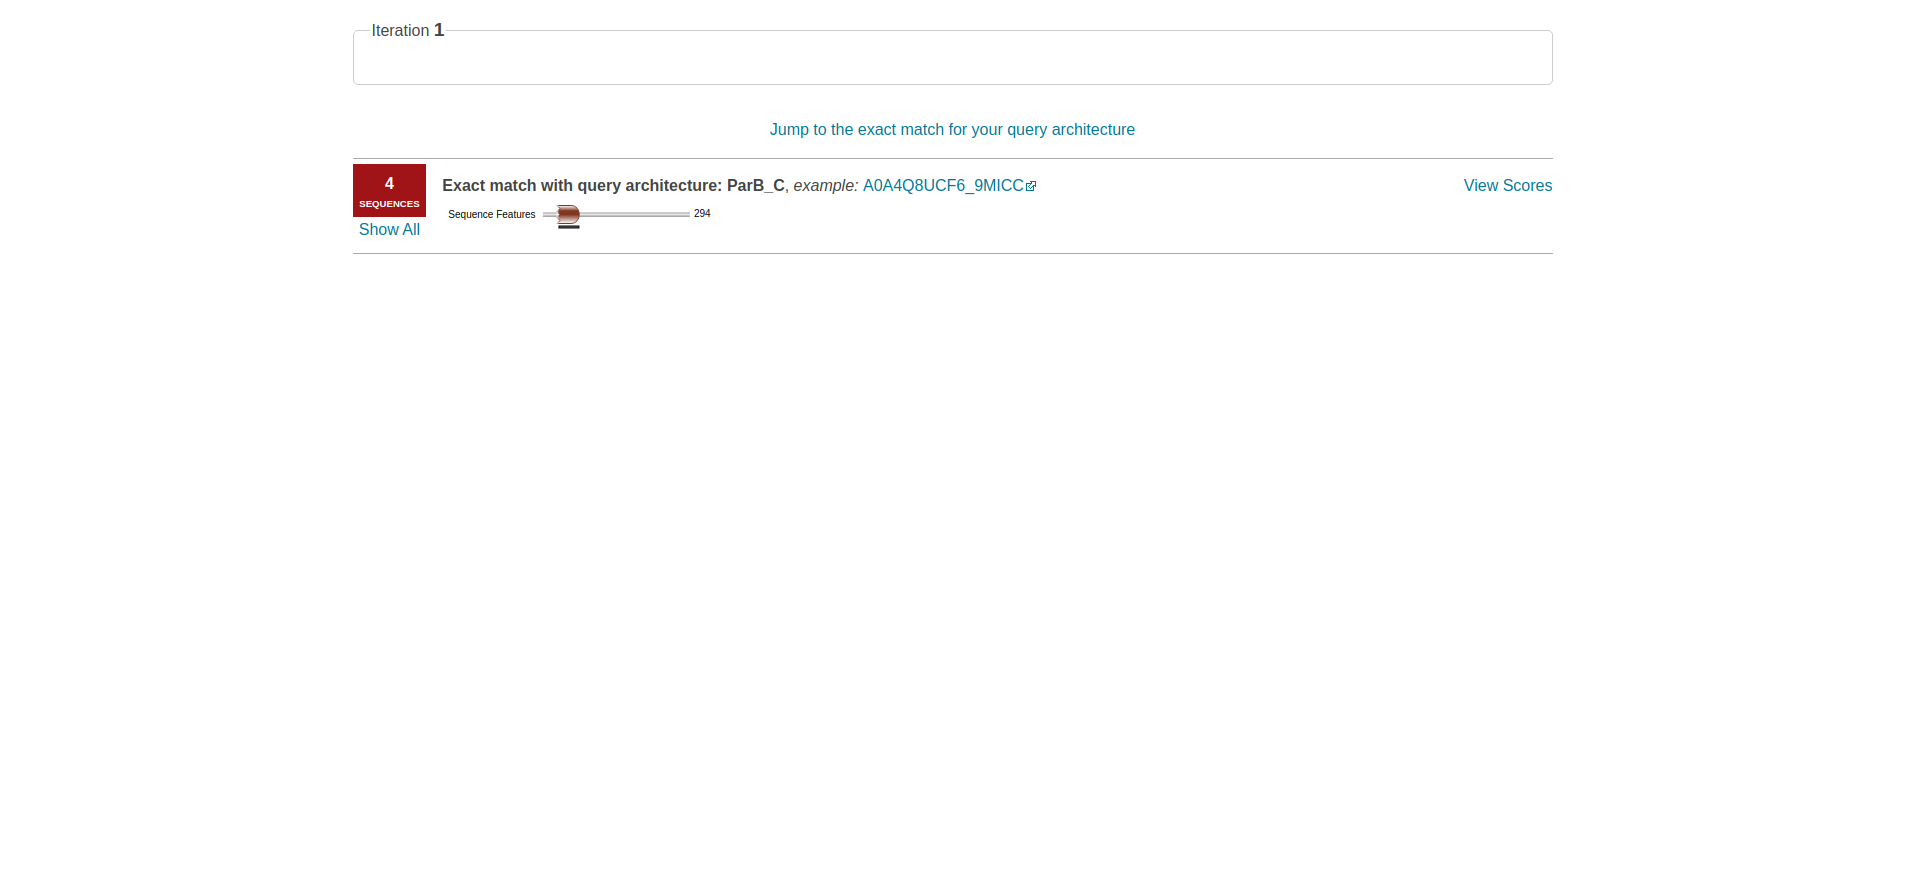 Iteration 1
Jump to the exact match for your query architecture
4
SEQUENCES
Show All
Exact match with query architecture: ParB_C, example: A0A4Q8UCF6_9MICC
View Scores
Sequence Features 294